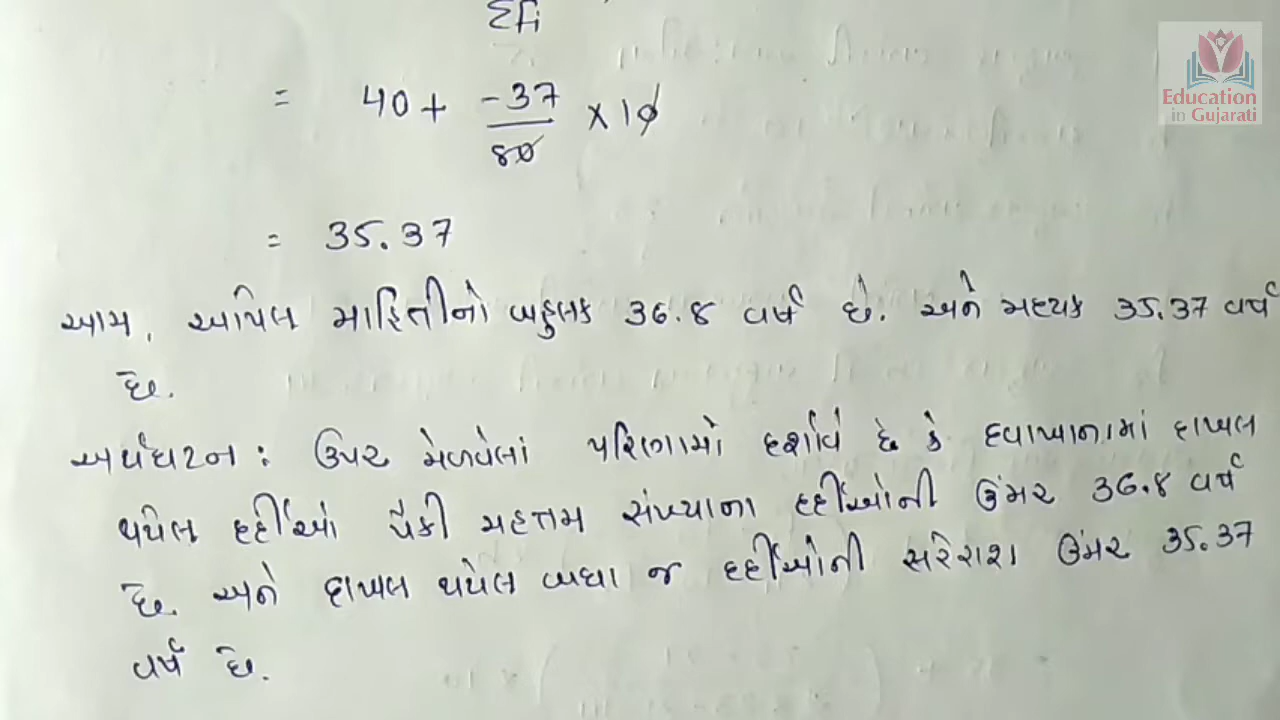 Σfi
Education
in Gujarati
= 40 + -37/80 × 10
= 35.37
આમ, આપેલ માહિતીનો બહુલક 36.8 વર્ષ છે. અને મધ્યક 35.37 વર્ષ
છે.
અર્થઘટન : ઉપર મેળવેલાં પરિણામો દર્શાવે છે કે દવાખાનામાં દાખલ
થયેલ દર્દીઓ પૈકી મહત્તમ સંખ્યાના દર્દીઓની ઉંમર 36.8 વર્ષ
છે. અને દાખલ થયેલ બધા જ દર્દીઓની સરેરાશ ઉંમર 35.37
વર્ષ છે.